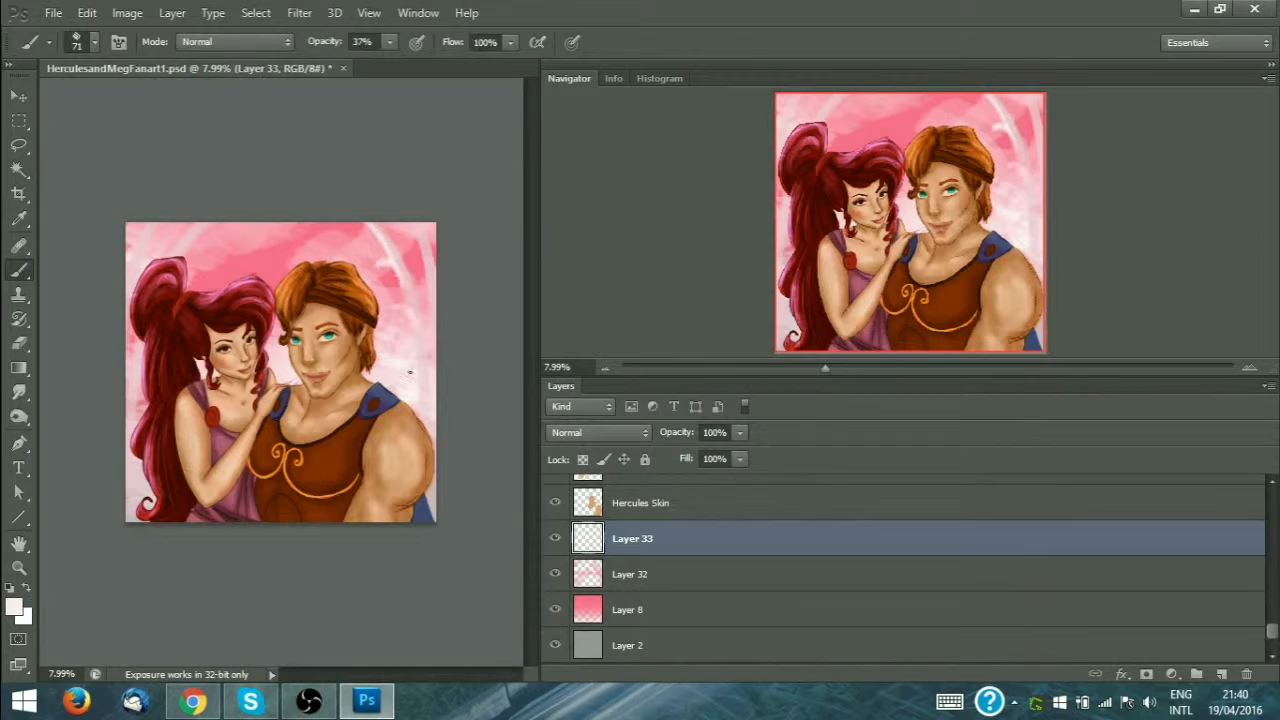 Ps File Edit Image Layer Type Select Filter 3D View Window Help
71 Mode: Normal Opacity: 37% Flow: 100% Essentials
HerculesandMegFanart1.psd @ 7.99% (Layer 33, RGB/8#) * ×
Navigator Info Histogram
7.99%
Layers
Kind
Normal Opacity: 100%
Lock: Fill: 100%
Hercules Skin
Layer 33
Layer 32
Layer 8
Layer 2
7.99% Exposure works in 32-bit only
Ps
ENG 21:40
INTL 19/04/2016